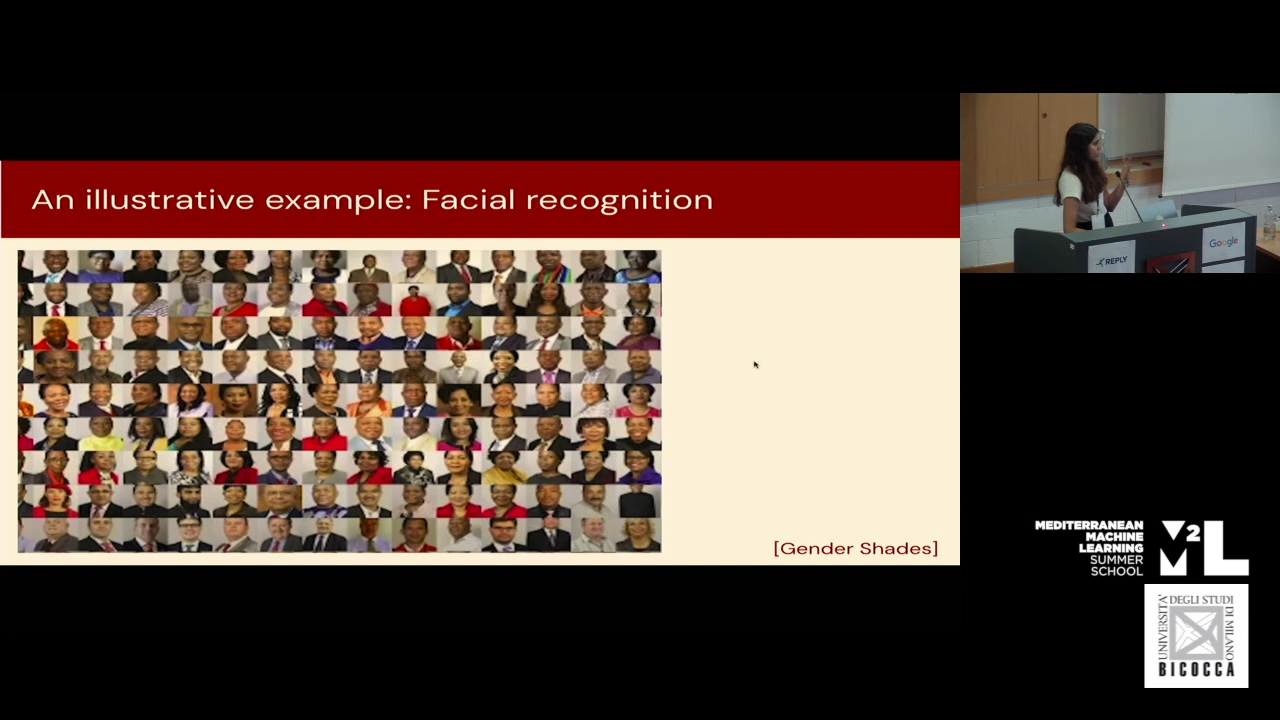 An illustrative example: Facial recognition
[Gender Shades]
REPLY
Google
MEDITERRANEAN
MACHINE
LEARNING
SUMMER
SCHOOL
M2L
UNIVERSITA'
DEGLI STUDI
DI MILANO
BICOCCA